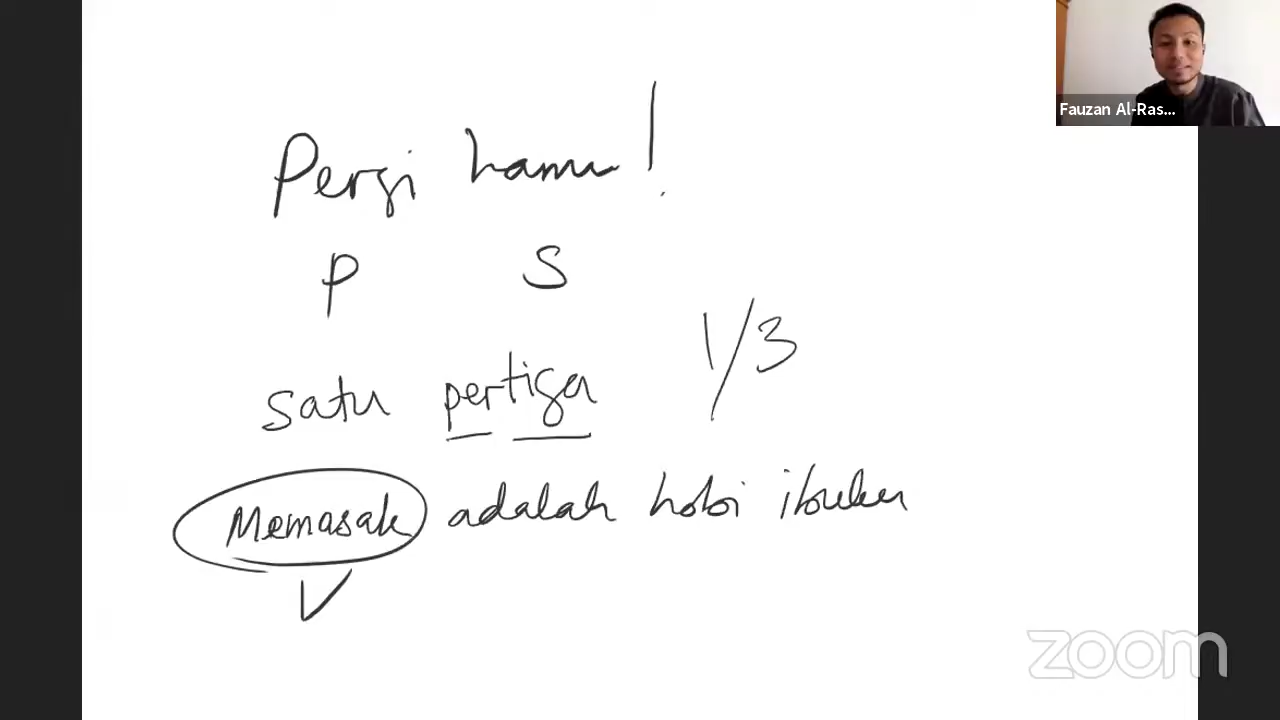 Fauzan Al-Ras...
Pergi kamu!
P S
satu pertiga 1/3
Memasak adalah hobi ibuku
V
zoom